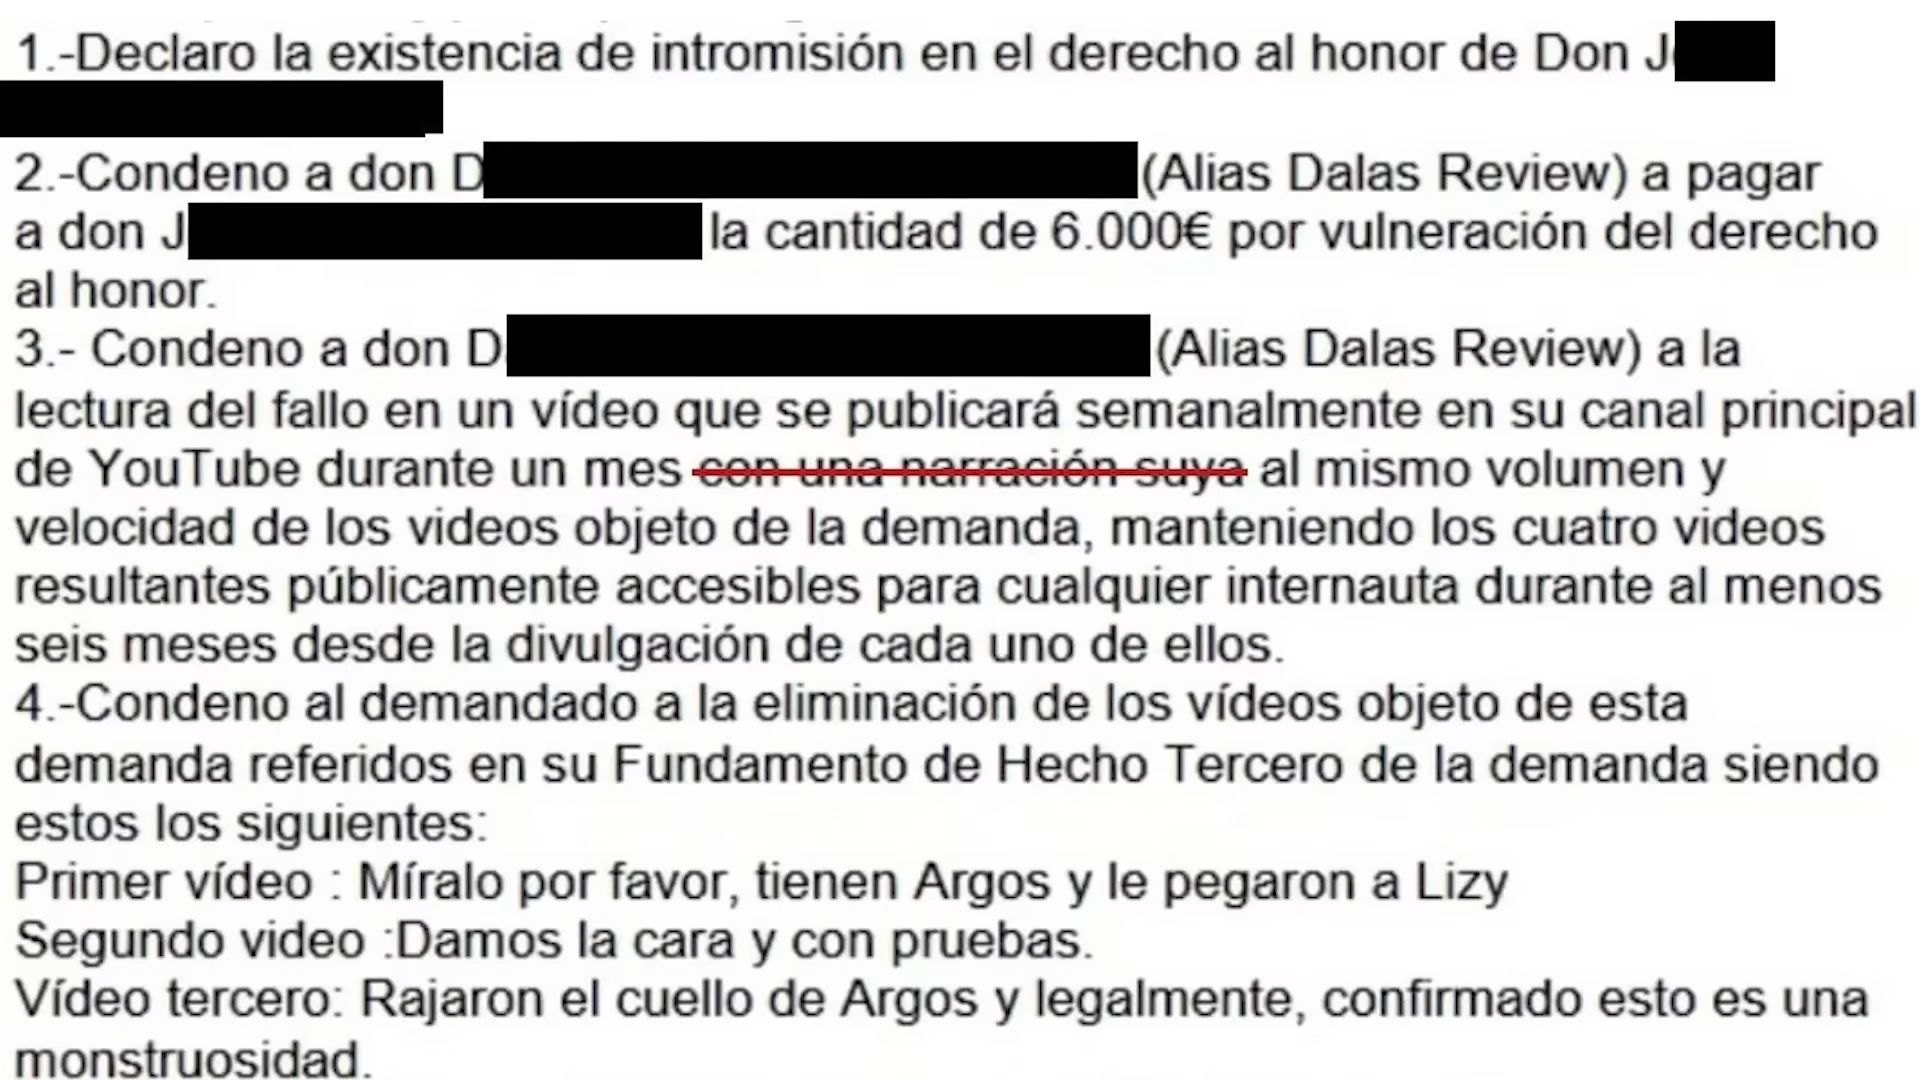 1.-Declaro la existencia de intromisión en el derecho al honor de Don J
2.-Condeno a don D (Alias Dalas Review) a pagar
a don J la cantidad de 6.000€ por vulneración del derecho
al honor.
3.- Condeno a don D (Alias Dalas Review) a la
lectura del fallo en un vídeo que se publicará semanalmente en su canal principal
de YouTube durante un mes con una narración suya al mismo volumen y
velocidad de los videos objeto de la demanda, manteniendo los cuatro videos
resultantes públicamente accesibles para cualquier internauta durante al menos
seis meses desde la divulgación de cada uno de ellos.
4.-Condeno al demandado a la eliminación de los vídeos objeto de esta
demanda referidos en su Fundamento de Hecho Tercero de la demanda siendo
estos los siguientes:
Primer vídeo : Míralo por favor, tienen Argos y le pegaron a Lizy
Segundo video :Damos la cara y con pruebas.
Vídeo tercero: Rajaron el cuello de Argos y legalmente, confirmado esto es una
monstruosidad.